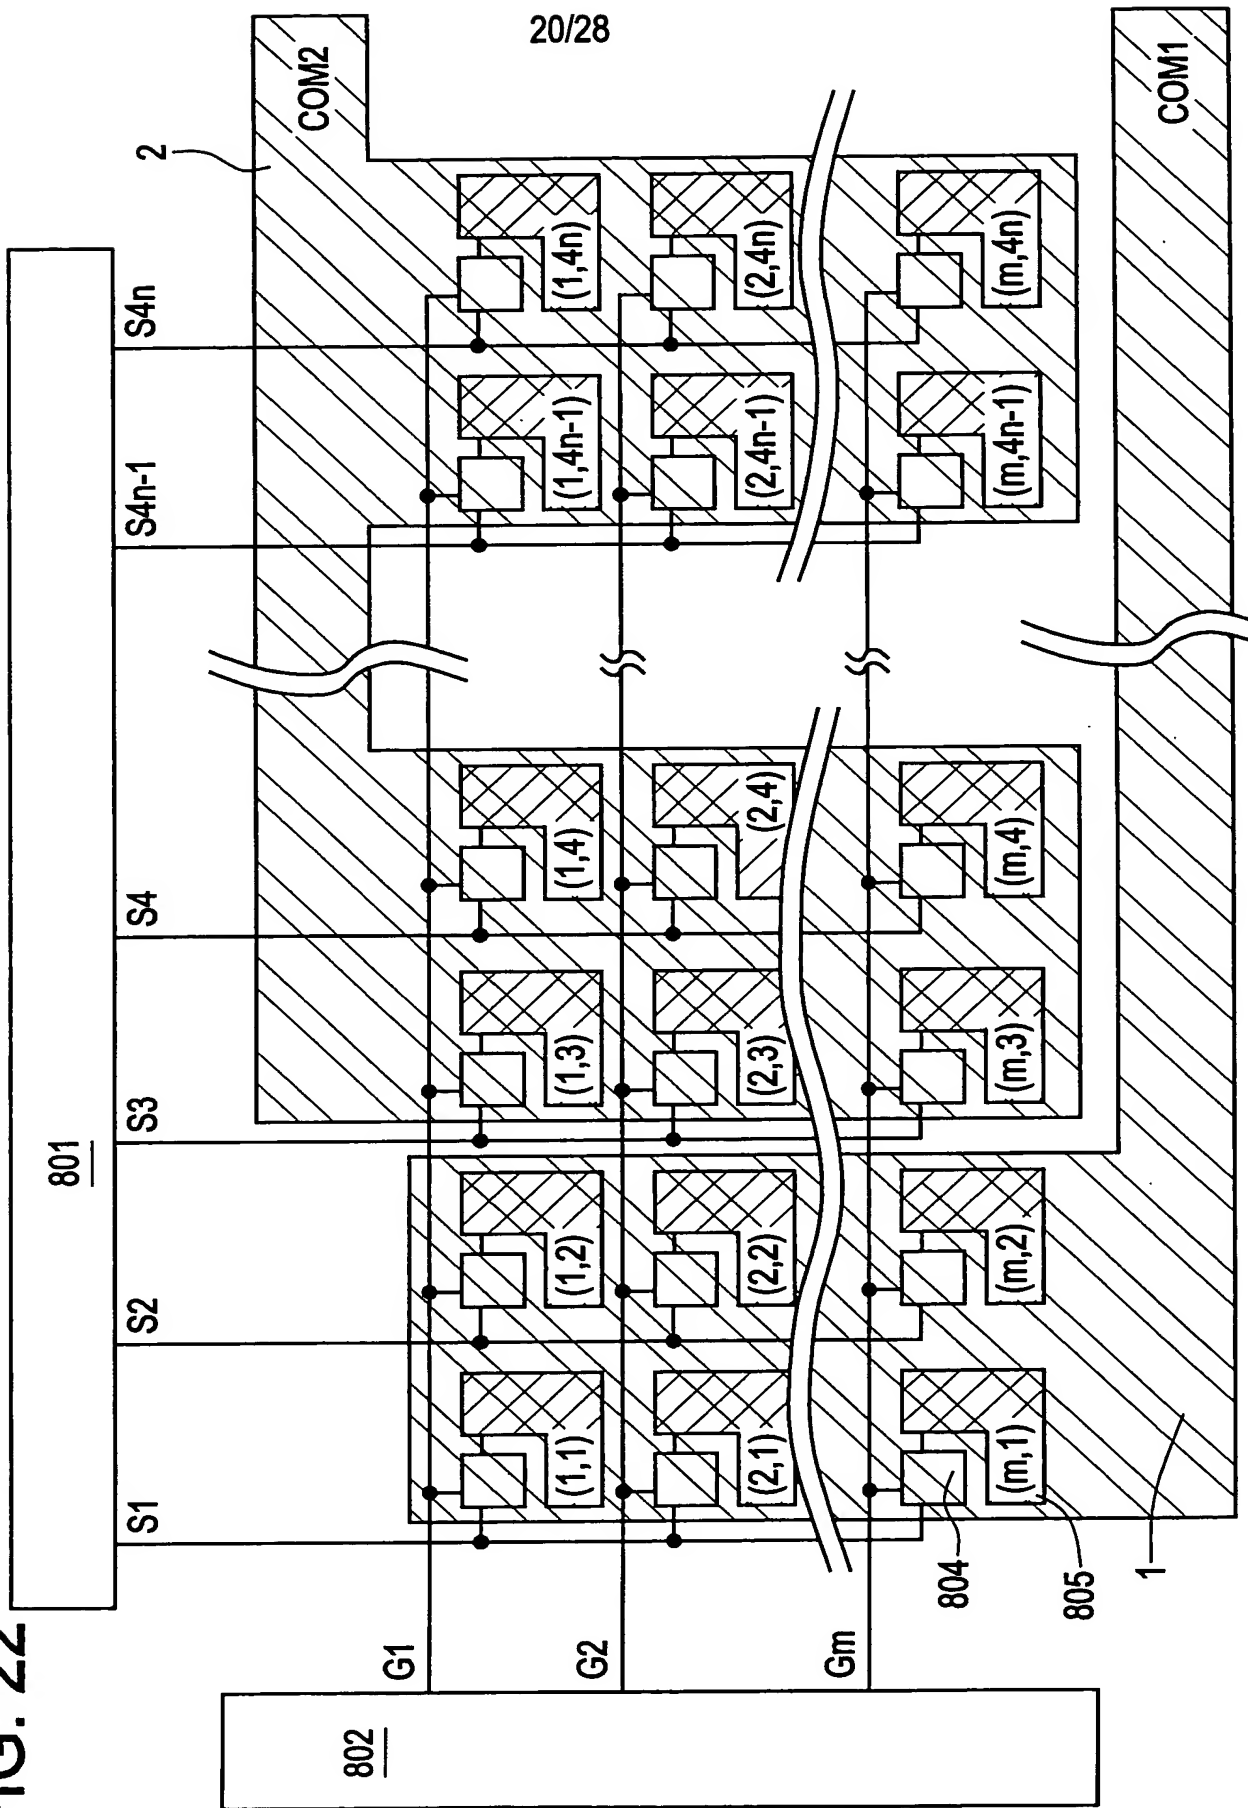 20/28
FIG. 22
801
S1 S2 S3 S4 S4n-1 S4n
2
COM2
802
G1
(1,1) (1,2) (1,3) (1,4) (1,4n-1) (1,4n)
G2
(2,1) (2,2) (2,3) (2,4) (2,4n-1) (2,4n)
Gm
(m,1) (m,2) (m,3) (m,4) (m,4n-1) (m,4n)
804
805
1
COM1